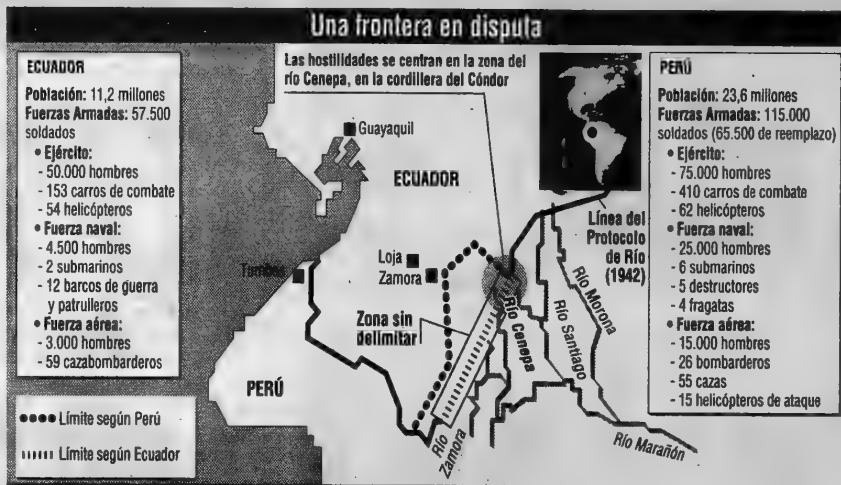 Una frontera en disputa
ECUADOR
Población: 11,2 millones
Fuerzas Armadas: 57.500
soldados
• Ejército:
- 50.000 hombres
- 153 carros de combate
- 54 helicópteros
• Fuerza naval:
- 4.500 hombres
- 2 submarinos
- 12 barcos de guerra
y patrulleros
• Fuerza aérea:
- 3.000 hombres
- 59 cazabombarderos
Límite según Perú
Límite según Ecuador
Las hostilidades se centran en la zona del
río Cenepa, en la cordillera del Cóndor
Guayaquil
ECUADOR
Tumbes
Loja
Zamora
Zona sin
delimitar
PERÚ
Línea del
Protocolo
de Río
(1942)
Río Cenepa
Río Santiago
Río Morona
Río
Zamora
Río Marañón
PERÚ
Población: 23,6 millones
Fuerzas Armadas: 115.000
soldados (65.500 de reemplazo)
• Ejército:
- 75.000 hombres
- 410 carros de combate
- 62 helicópteros
• Fuerza naval:
- 25.000 hombres
- 6 submarinos
- 5 destructores
- 4 fragatas
• Fuerza aérea:
- 15.000 hombres
- 26 bombarderos
- 55 cazas
- 15 helicópteros de ataque